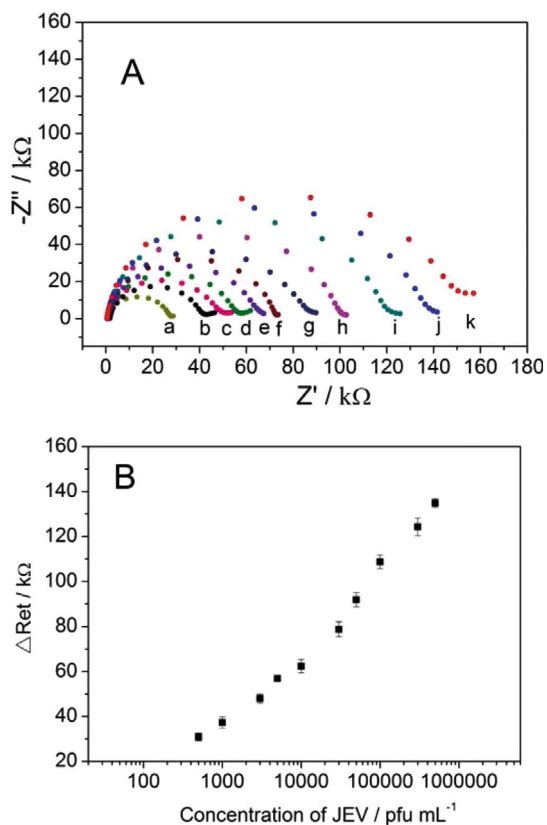 A
160
140
120
100
80
60
40
20
0
-Z" / kΩ
a b c d e f g h i j k
0 20 40 60 80 100 120 140 160 180
Z' / kΩ
B
160
140
120
100
80
60
40
20
△Ret / kΩ
100 1000 10000 100000 1000000
Concentration of JEV / pfu mL⁻¹